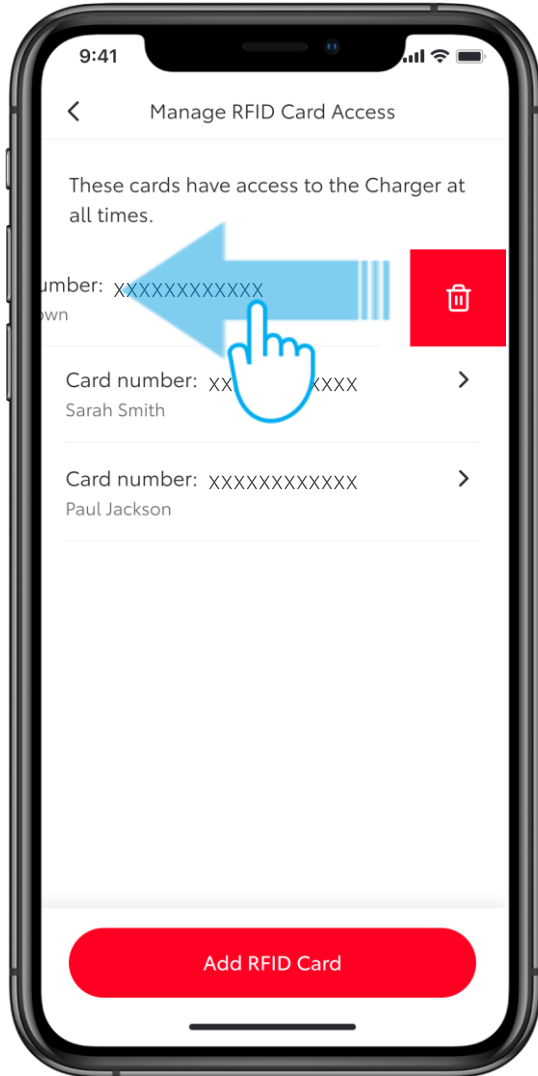 9:41
Manage RFID Card Access
These cards have access to the Charger at
all times.
umber: XXXXXXXXXXXX
own
Card number: XX XXXX
Sarah Smith
Card number: XXXXXXXXXXXX
Paul Jackson
Add RFID Card